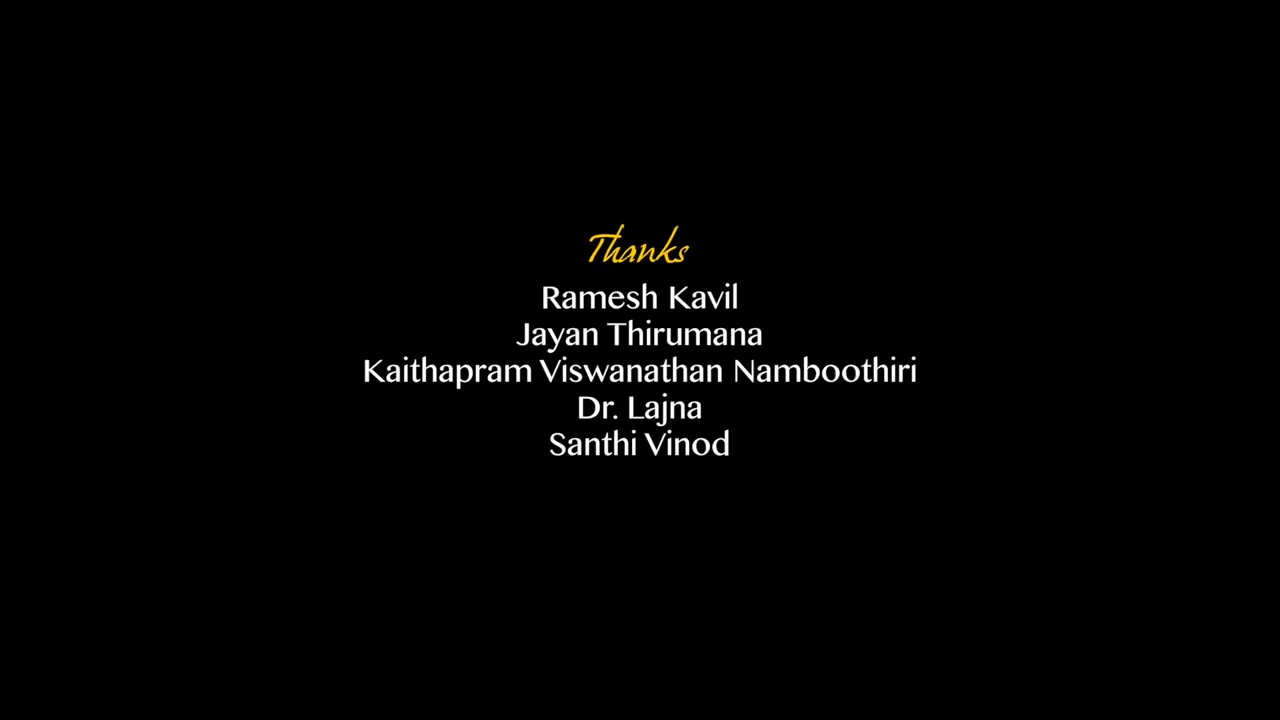 Thanks
Ramesh Kavil
Jayan Thirumana
Kaithapram Viswanathan Namboothiri
Dr. Lajna
Santhi Vinod